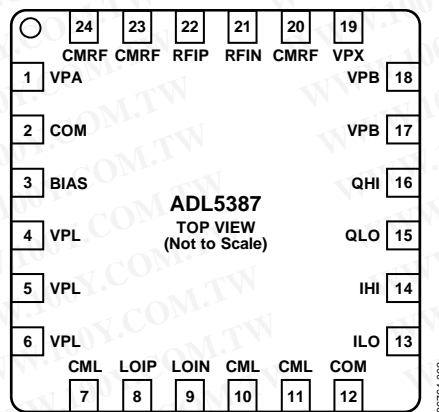 24 23 22 21 20 19
CMRF CMRF RFIP RFIN CMRF VPX
1 VPA VPB 18
2 COM VPB 17
3 BIAS QHI 16
ADL5387
TOP VIEW
(Not to Scale)
4 VPL QLO 15
5 VPL IHI 14
6 VPL ILO 13
CML LOIP LOIN CML CML COM
7 8 9 10 11 12